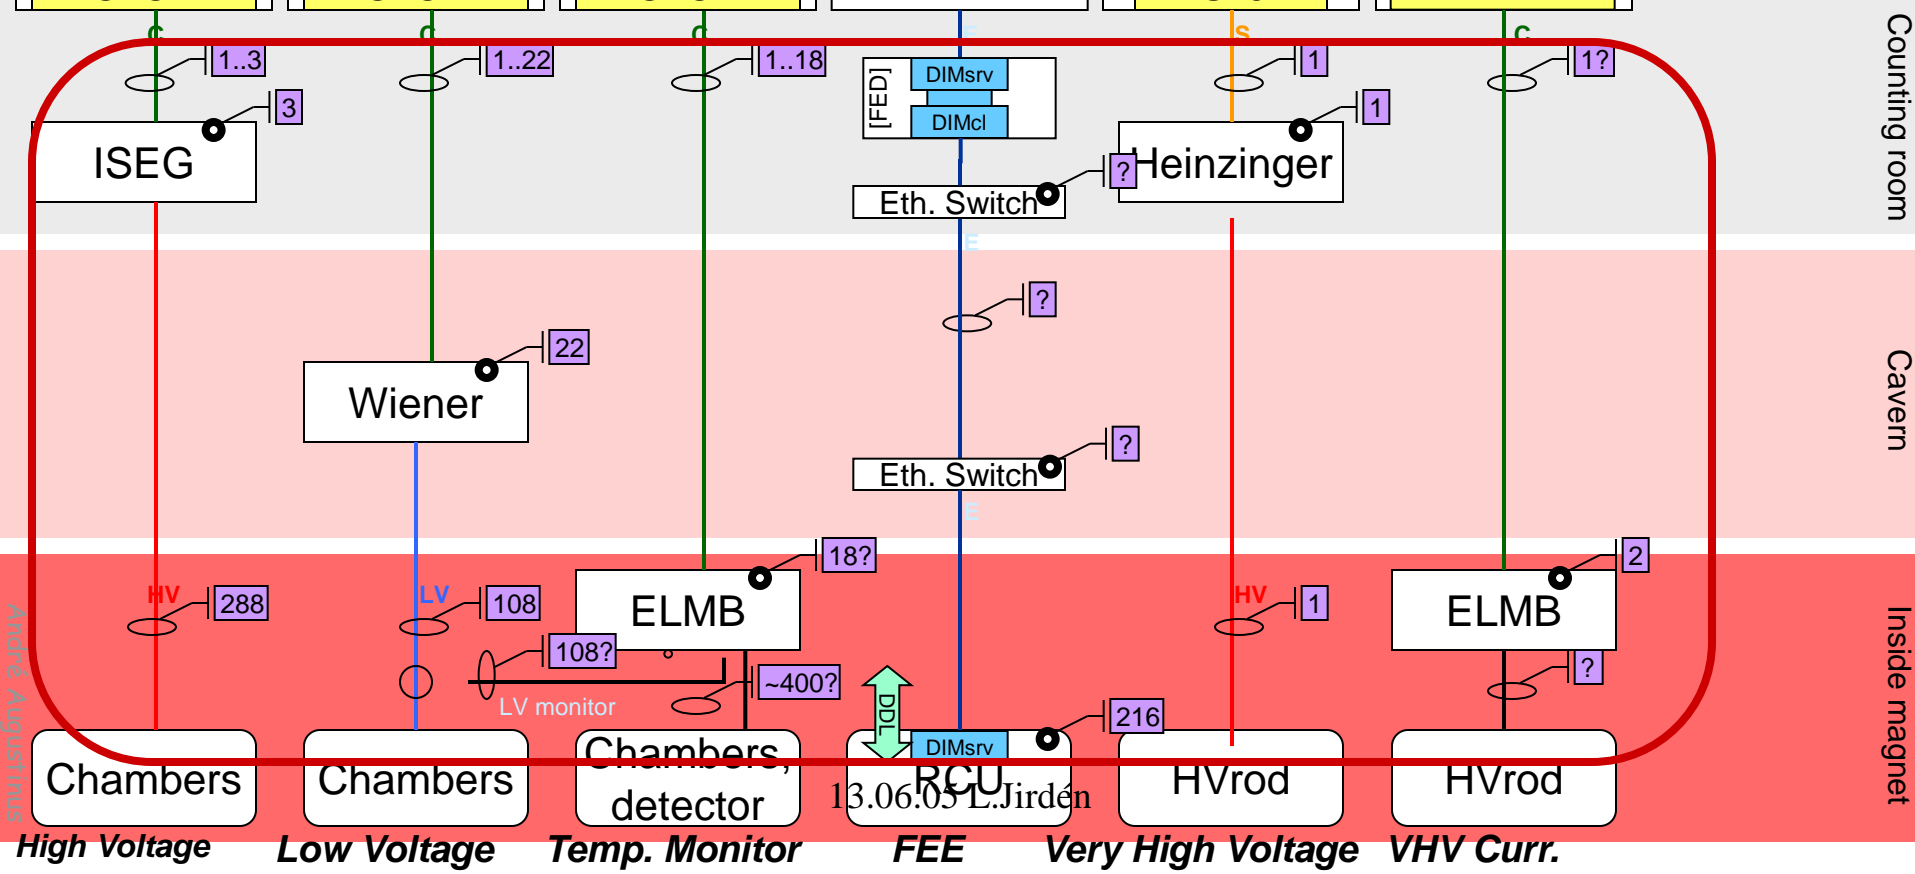 C
C
C
E
S
C
1..3
1..22
1..18
1
1?
3
1
[FED]
DIMsrv
DIMcl
ISEG
Heinzinger
?
Eth. Switch
E
Counting room
?
22
Wiener
?
Eth. Switch
E
Cavern
18?
2
HV
288
LV
108
ELMB
HV
1
ELMB
108?
~400?
?
LV monitor
DDL
216
DIMsrv
Chambers
Chambers
Chambers,
detector
RCU
HVrod
HVrod
13.06.05 L.Jirdén
Inside magnet
André Augustinus
High Voltage
Low Voltage
Temp. Monitor
FEE
Very High Voltage
VHV Curr.